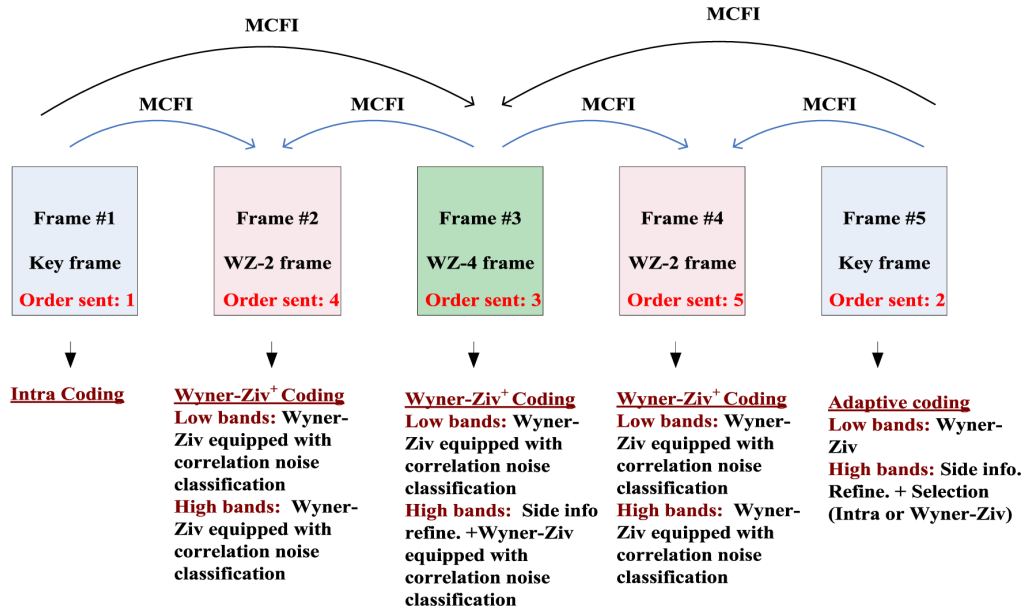 MCFI
MCFI
MCFI
MCFI
MCFI
MCFI
Frame #1
Key frame
Order sent: 1
Frame #2
WZ-2 frame
Order sent: 4
Frame #3
WZ-4 frame
Order sent: 3
Frame #4
WZ-2 frame
Order sent: 5
Frame #5
Key frame
Order sent: 2
Intra Coding
Wyner-Ziv+ Coding
Low bands: Wyner-
Ziv equipped with
correlation noise
classification
High bands: Wyner-
Ziv equipped with
correlation noise
classification
Wyner-Ziv+ Coding
Low bands: Wyner-
Ziv equipped with
correlation noise
classification
High bands: Side info
refine. +Wyner-Ziv
equipped with
correlation noise
classification
Wyner-Ziv+ Coding
Low bands: Wyner-
Ziv equipped with
correlation noise
classification
High bands: Wyner-
Ziv equipped with
correlation noise
classification
Adaptive coding
Low bands: Wyner-
Ziv
High bands: Side info.
Refine. + Selection
(Intra or Wyner-Ziv)